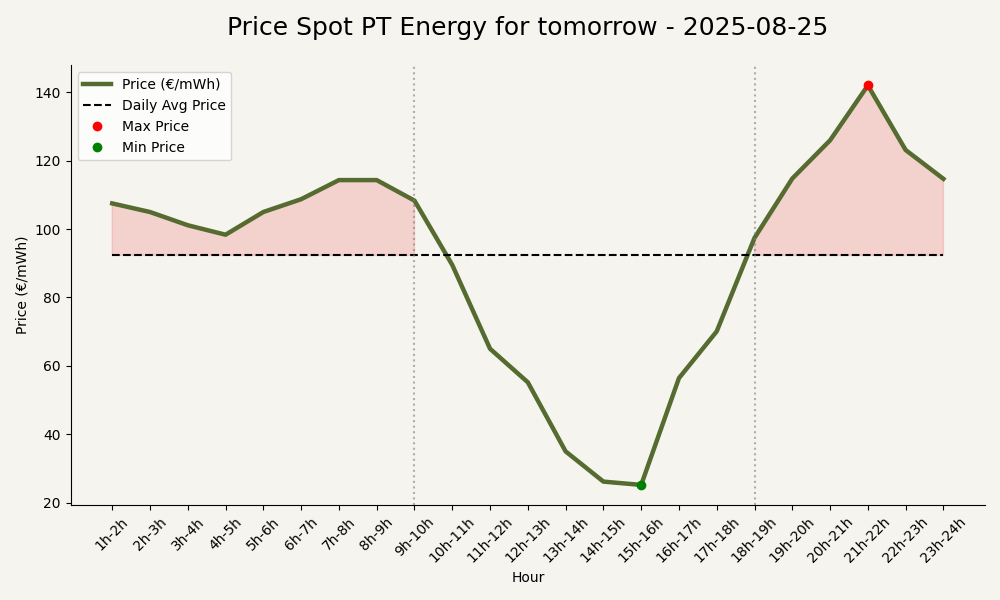 Price Spot PT Energy for tomorrow - 2025-08-25
Price (€/mWh)
Daily Avg Price
Max Price
Min Price
Price (€/mWh)
140
120
100
80
60
40
20
1h-2h
2h-3h
3h-4h
4h-5h
5h-6h
6h-7h
7h-8h
8h-9h
9h-10h
10h-11h
11h-12h
12h-13h
13h-14h
14h-15h
15h-16h
16h-17h
17h-18h
18h-19h
19h-20h
20h-21h
21h-22h
22h-23h
23h-24h
Hour